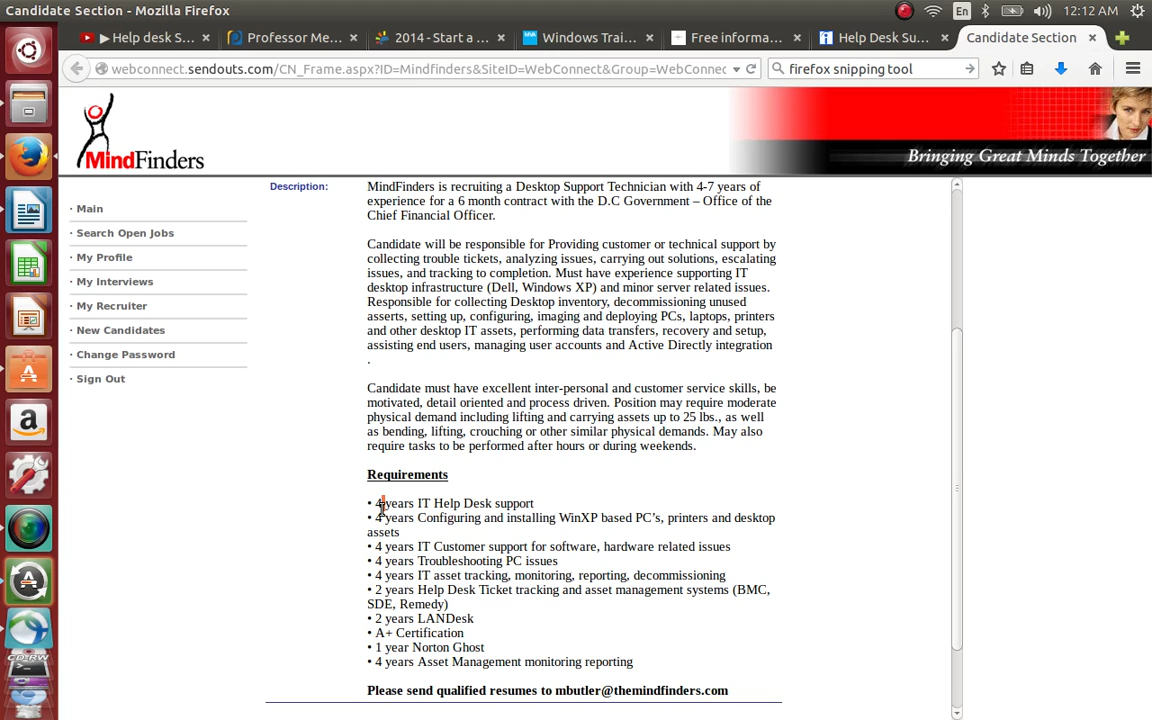 Candidate Section - Mozilla Firefox
En
12:12 AM
▶ Help desk S...
Professor Me...
2014 - Start a ...
Windows Trai...
Free informa...
Help Desk Su...
Candidate Section
webconnect.sendouts.com/CN_Frame.aspx?ID=Mindfinders&SiteID=WebConnect&Group=WebConnec
firefox snipping tool
MindFinders
Bringing Great Minds Together
· Main
· Search Open Jobs
· My Profile
· My Interviews
· My Recruiter
· New Candidates
· Change Password
· Sign Out
Description:
MindFinders is recruiting a Desktop Support Technician with 4-7 years of
experience for a 6 month contract with the D.C Government – Office of the
Chief Financial Officer.
Candidate will be responsible for Providing customer or technical support by
collecting trouble tickets, analyzing issues, carrying out solutions, escalating
issues, and tracking to completion. Must have experience supporting IT
desktop infrastructure (Dell, Windows XP) and minor server related issues.
Responsible for collecting Desktop inventory, decommissioning unused
asserts, setting up, configuring, imaging and deploying PCs, laptops, printers
and other desktop IT assets, performing data transfers, recovery and setup,
assisting end users, managing user accounts and Active Directly integration
.
Candidate must have excellent inter-personal and customer service skills, be
motivated, detail oriented and process driven. Position may require moderate
physical demand including lifting and carrying assets up to 25 lbs., as well
as bending, lifting, crouching or other similar physical demands. May also
require tasks to be performed after hours or during weekends.
Requirements
• 4 years IT Help Desk support
• 4 years Configuring and installing WinXP based PC's, printers and desktop
assets
• 4 years IT Customer support for software, hardware related issues
• 4 years Troubleshooting PC issues
• 4 years IT asset tracking, monitoring, reporting, decommissioning
• 2 years Help Desk Ticket tracking and asset management systems (BMC,
SDE, Remedy)
• 2 years LANDesk
• A+ Certification
• 1 year Norton Ghost
• 4 years Asset Management monitoring reporting
Please send qualified resumes to mbutler@themindfinders.com
CD-RW